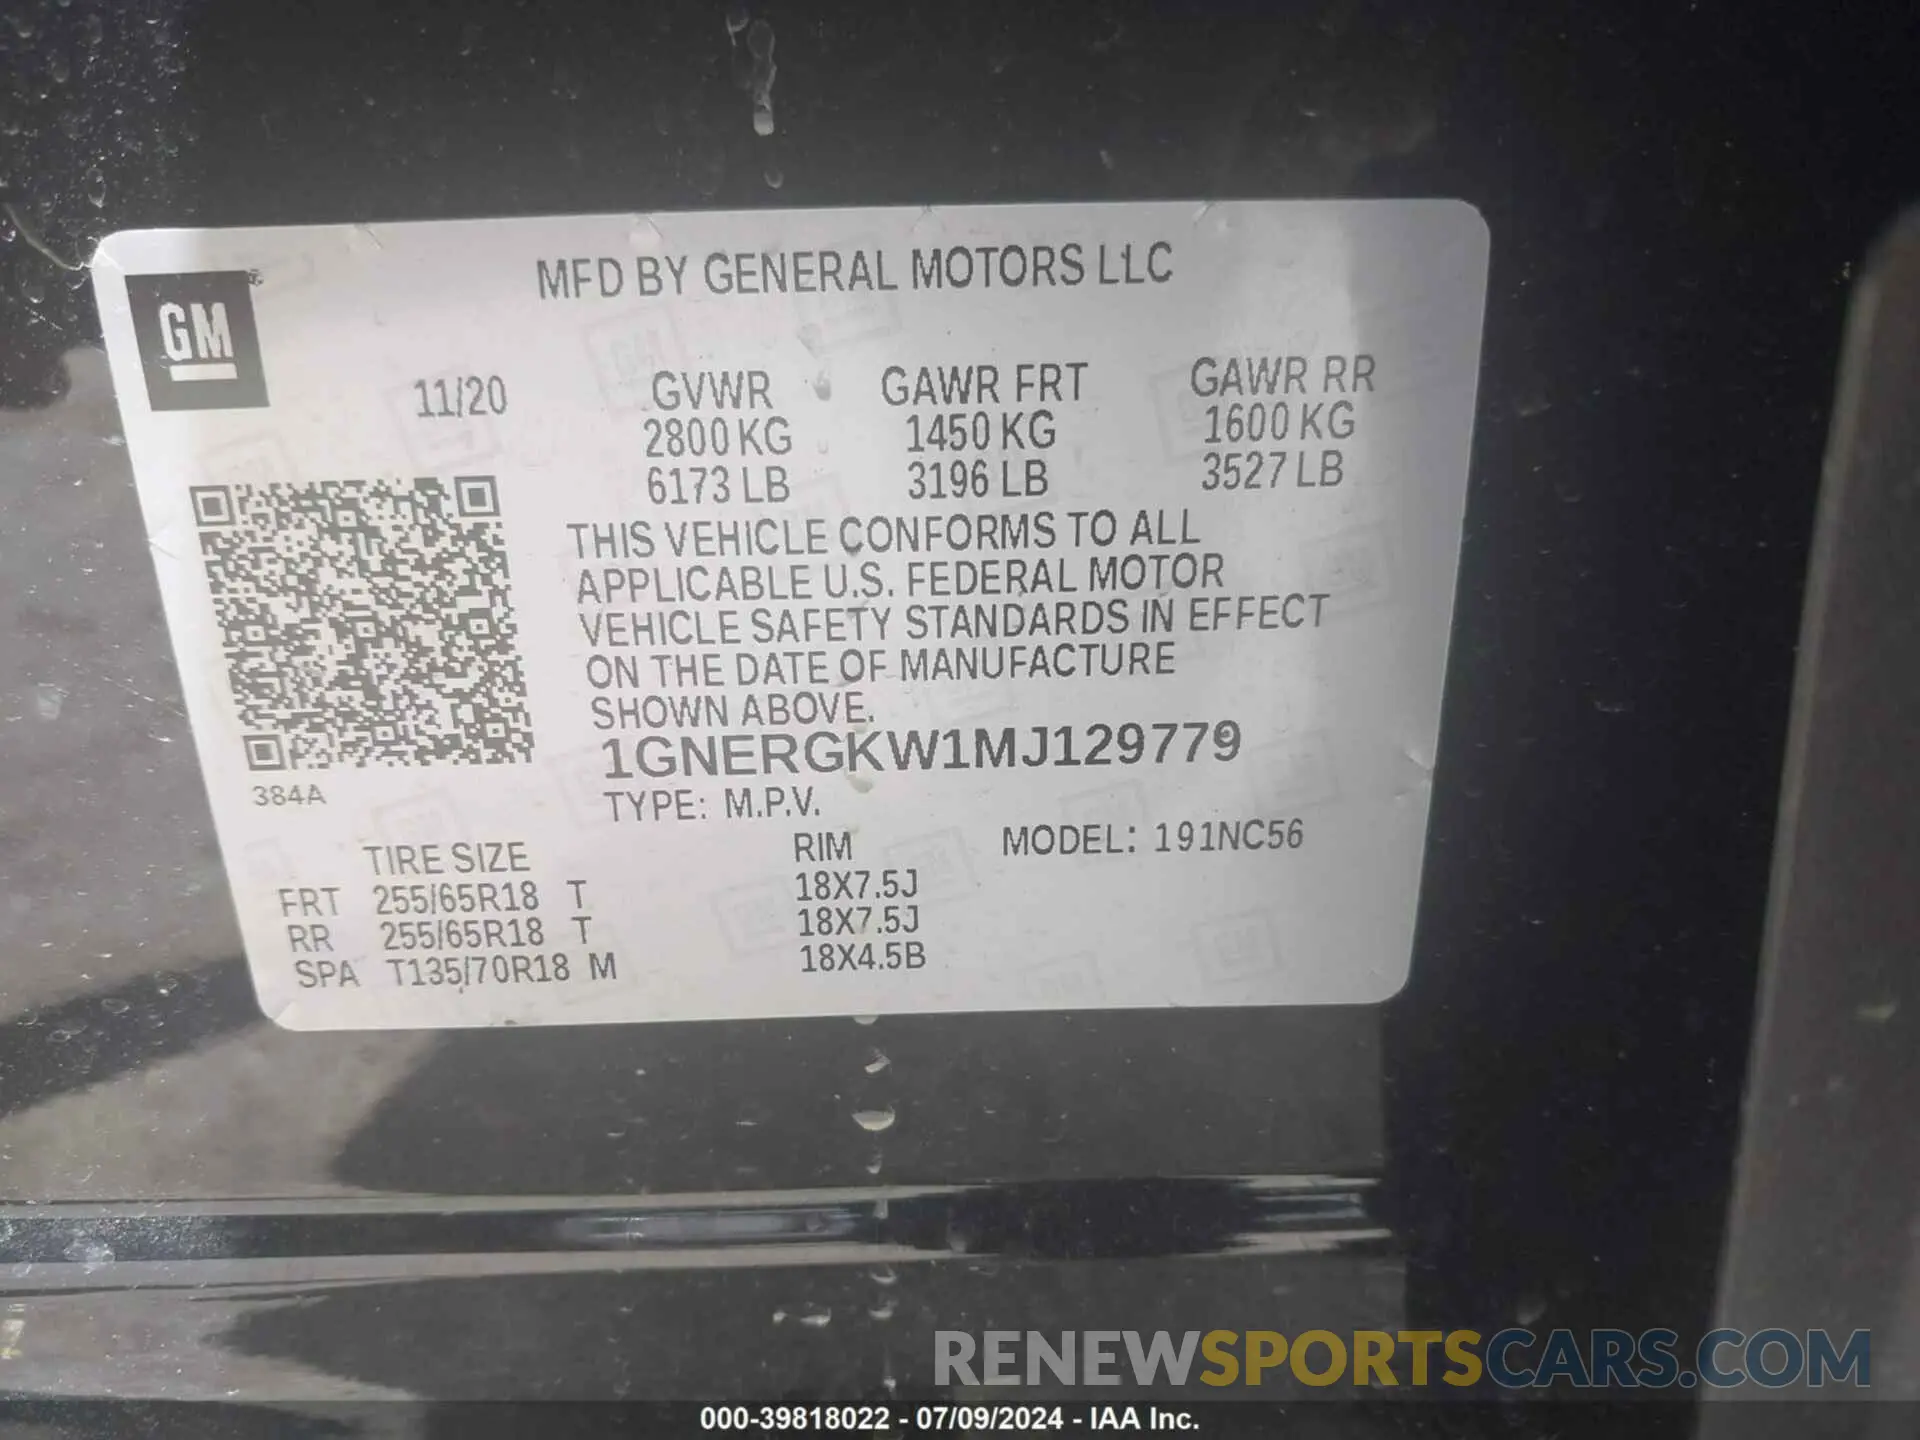 MFD BY GENERAL MOTORS LLC
GM
11/20 GVWR GAWR FRT GAWR RR
2800 KG 1450 KG 1600 KG
6173 LB 3196 LB 3527 LB
THIS VEHICLE CONFORMS TO ALL
APPLICABLE U.S. FEDERAL MOTOR
VEHICLE SAFETY STANDARDS IN EFFECT
ON THE DATE OF MANUFACTURE
SHOWN ABOVE.
1GNERGKW1MJ129779
384A
TYPE: M.P.V.
TIRE SIZE RIM MODEL: 191NC56
FRT 255/65R18 T 18X7.5J
RR 255/65R18 T 18X7.5J
SPA T135/70R18 M 18X4.5B
RENEWSPORTSCARS.COM
000-39818022 - 07/09/2024 - IAA Inc.